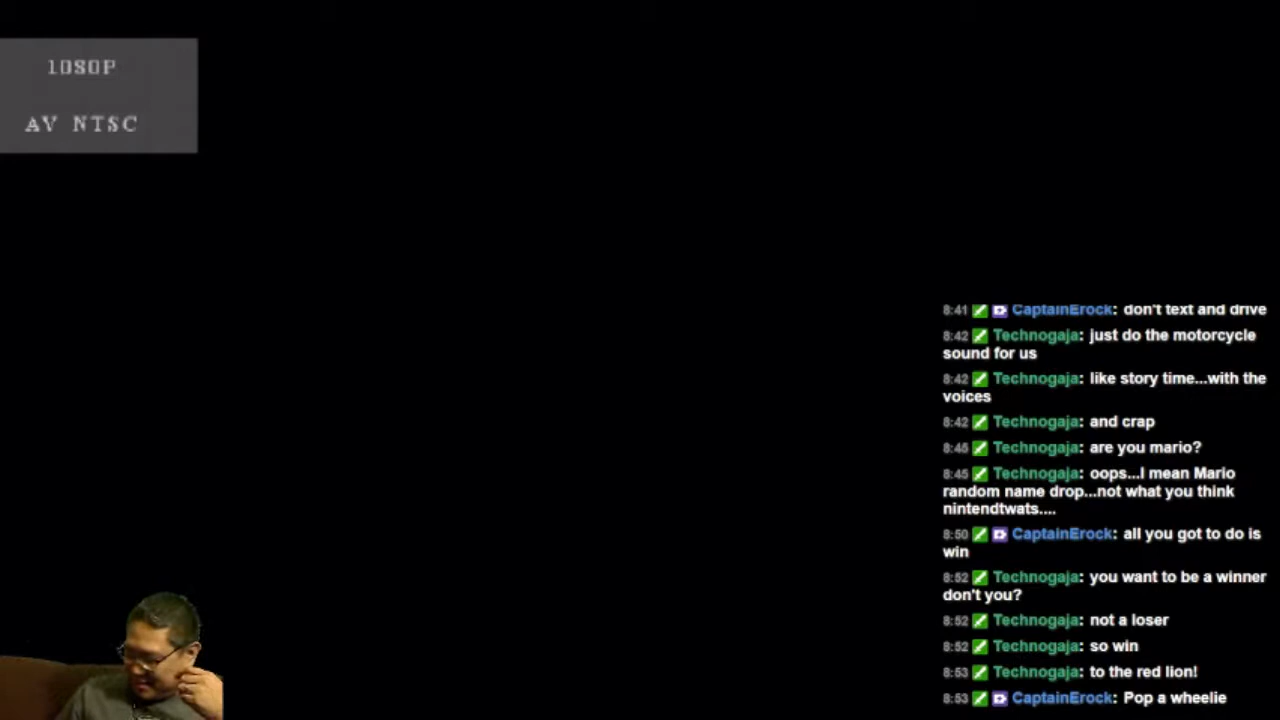 1080P
AV NTSC
8:41 CaptainErock: don't text and drive
8:42 Technogaja: just do the motorcycle
sound for us
8:42 Technogaja: like story time...with the
voices
8:42 Technogaja: and crap
8:45 Technogaja: are you mario?
8:45 Technogaja: oops...I mean Mario
random name drop...not what you think
nintendtwats....
8:50 CaptainErock: all you got to do is
win
8:52 Technogaja: you want to be a winner
don't you?
8:52 Technogaja: not a loser
8:52 Technogaja: so win
8:53 Technogaja: to the red lion!
8:53 CaptainErock: Pop a wheelie